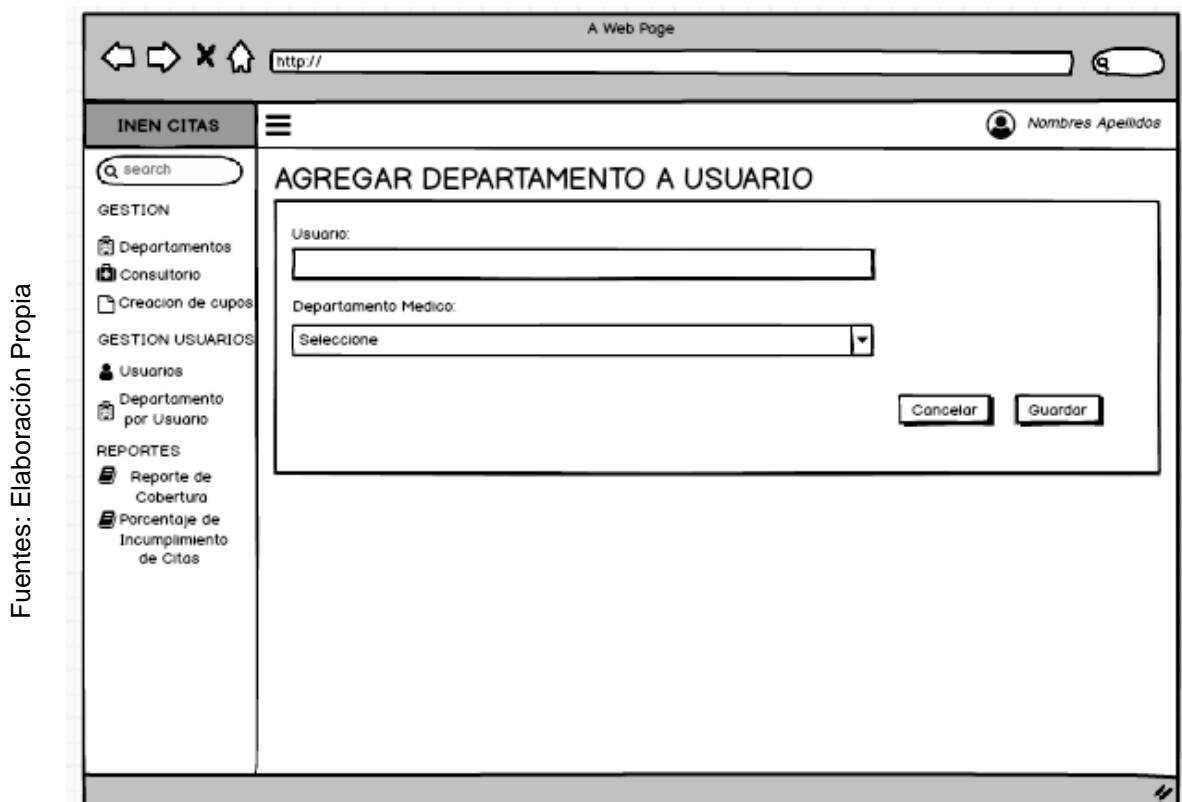 A Web Page
http://
INEN CITAS
Nombres Apellidos
search
GESTION
Departamentos
Consultorio
Creacion de cupos
GESTION USUARIOS
Usuarios
Departamento
por Usuario
REPORTES
Reporte de
Cobertura
Porcentaje de
Incumplimiento
de Citas
AGREGAR DEPARTAMENTO A USUARIO
Usuario:
Departamento Medico:
Seleccione
Cancelar
Guardar
Fuentes: Elaboración Propia